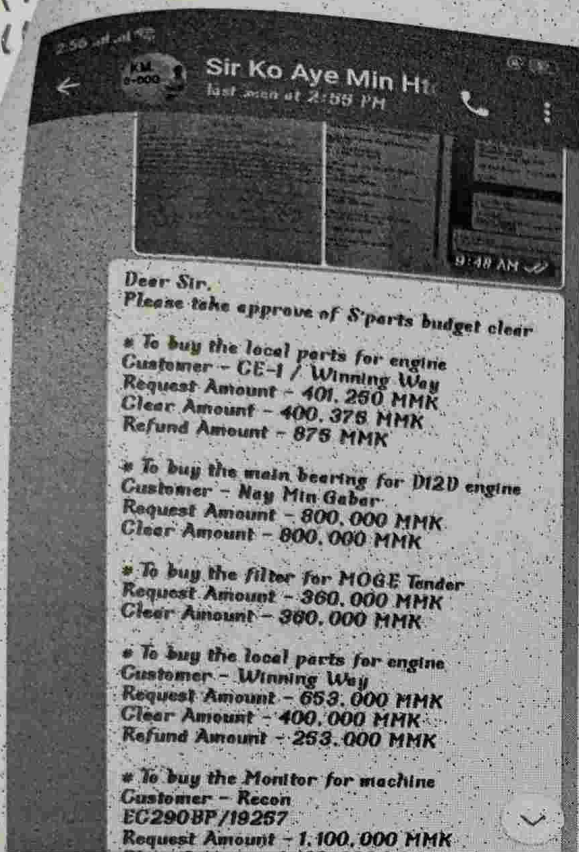 2:56
KM
0-000
Sir Ko Aye Min Ht
last seen at 2:55 PM
9:48 AM
Dear Sir,
Please take approve of S'parts budget clear
# To buy the local parts for engine
Customer - CE-1 / Winning Way
Request Amount - 401,250 MMK
Clear Amount - 400,375 MMK
Refund Amount - 875 MMK
# To buy the main bearing for D12D engine
Customer - Nay Min Gabar
Request Amount - 800,000 MMK
Clear Amount - 800,000 MMK
# To buy the filter for MOGE Tender
Request Amount - 360,000 MMK
Clear Amount - 360,000 MMK
# To buy the local parts for engine
Customer - Winning Way
Request Amount - 653,000 MMK
Clear Amount - 400,000 MMK
Refund Amount - 253,000 MMK
# To buy the Monitor for machine
Customer - Recon
EC290BP/19257
Request Amount - 1,100,000 MMK